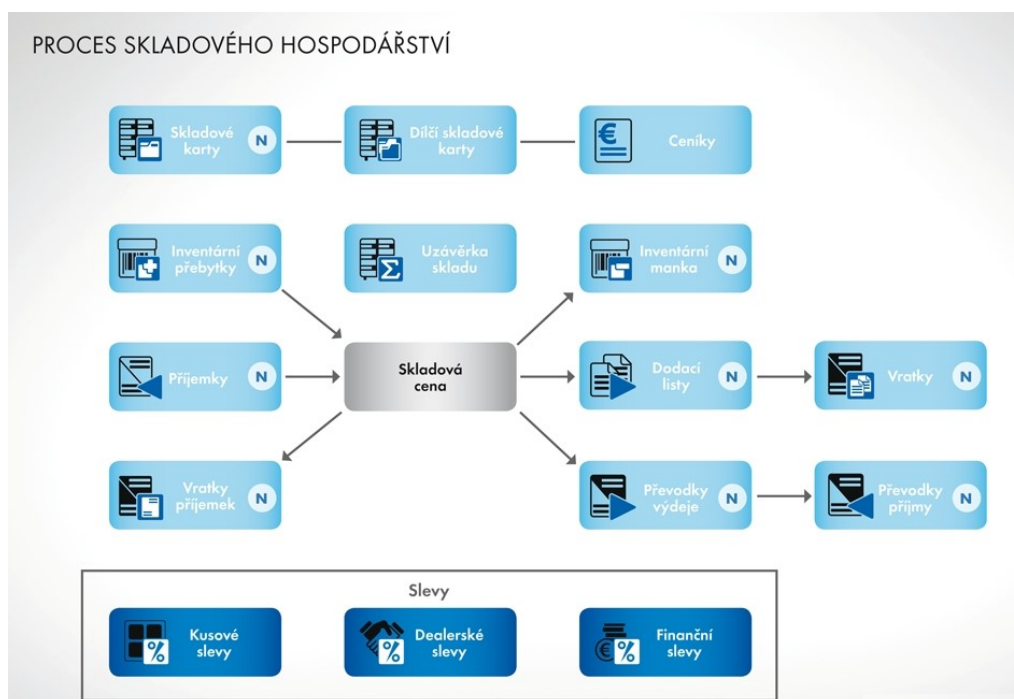 PROCES SKLADOVÉHO HOSPODÁŘSTVÍ
Skladové
karty
N
Dílčí skladové
karty
€
Ceníky
Inventární
přebytky
N
Uzávěrka
skladu
Σ
Inventární
manka
N
Příjemky
N
Skladová
cena
Dodací
listy
N
Vratky
N
Vratky
příjemek
N
Převodky
výdeje
N
Převodky
příjmy
N
Slevy
%
Kusové
slevy
%
Dealerské
slevy
€ %
Finanční
slevy